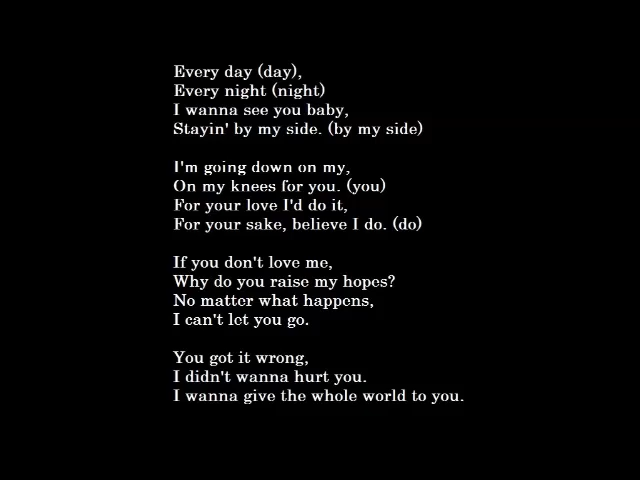 Every day (day),
Every night (night)
I wanna see you baby,
Stayin' by my side. (by my side)
I'm going down on my,
On my knees for you. (you)
For your love I'd do it,
For your sake, believe I do. (do)
If you don't love me,
Why do you raise my hopes?
No matter what happens,
I can't let you go.
You got it wrong,
I didn't wanna hurt you.
I wanna give the whole world to you.